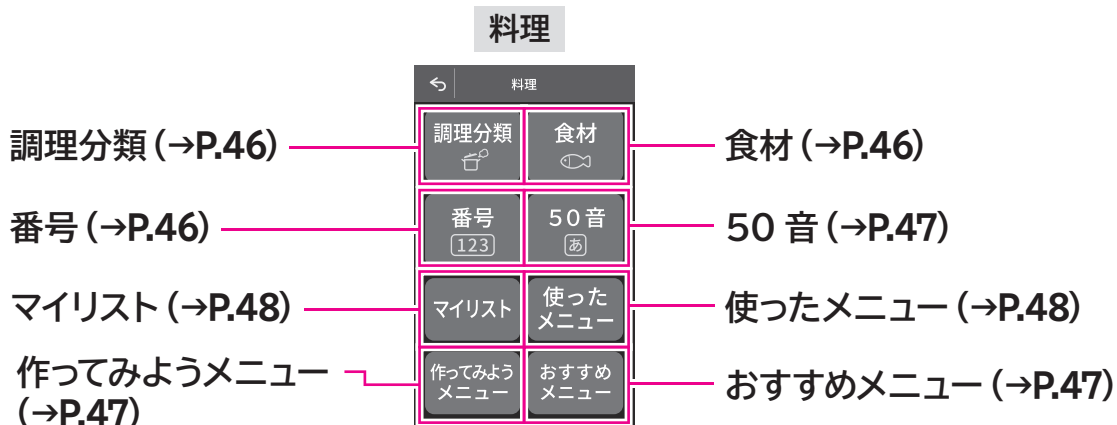 料理
← 料理
調理分類
食材
番号
123
50音
あ
マイリスト
使った
メニュー
作ってみよう
メニュー
おすすめ
メニュー
調理分類 (→P.46)
食材 (→P.46)
番号 (→P.46)
50 音 (→P.47)
マイリスト (→P.48)
使ったメニュー (→P.48)
作ってみようメニュー
(→P.47)
おすすめメニュー (→P.47)